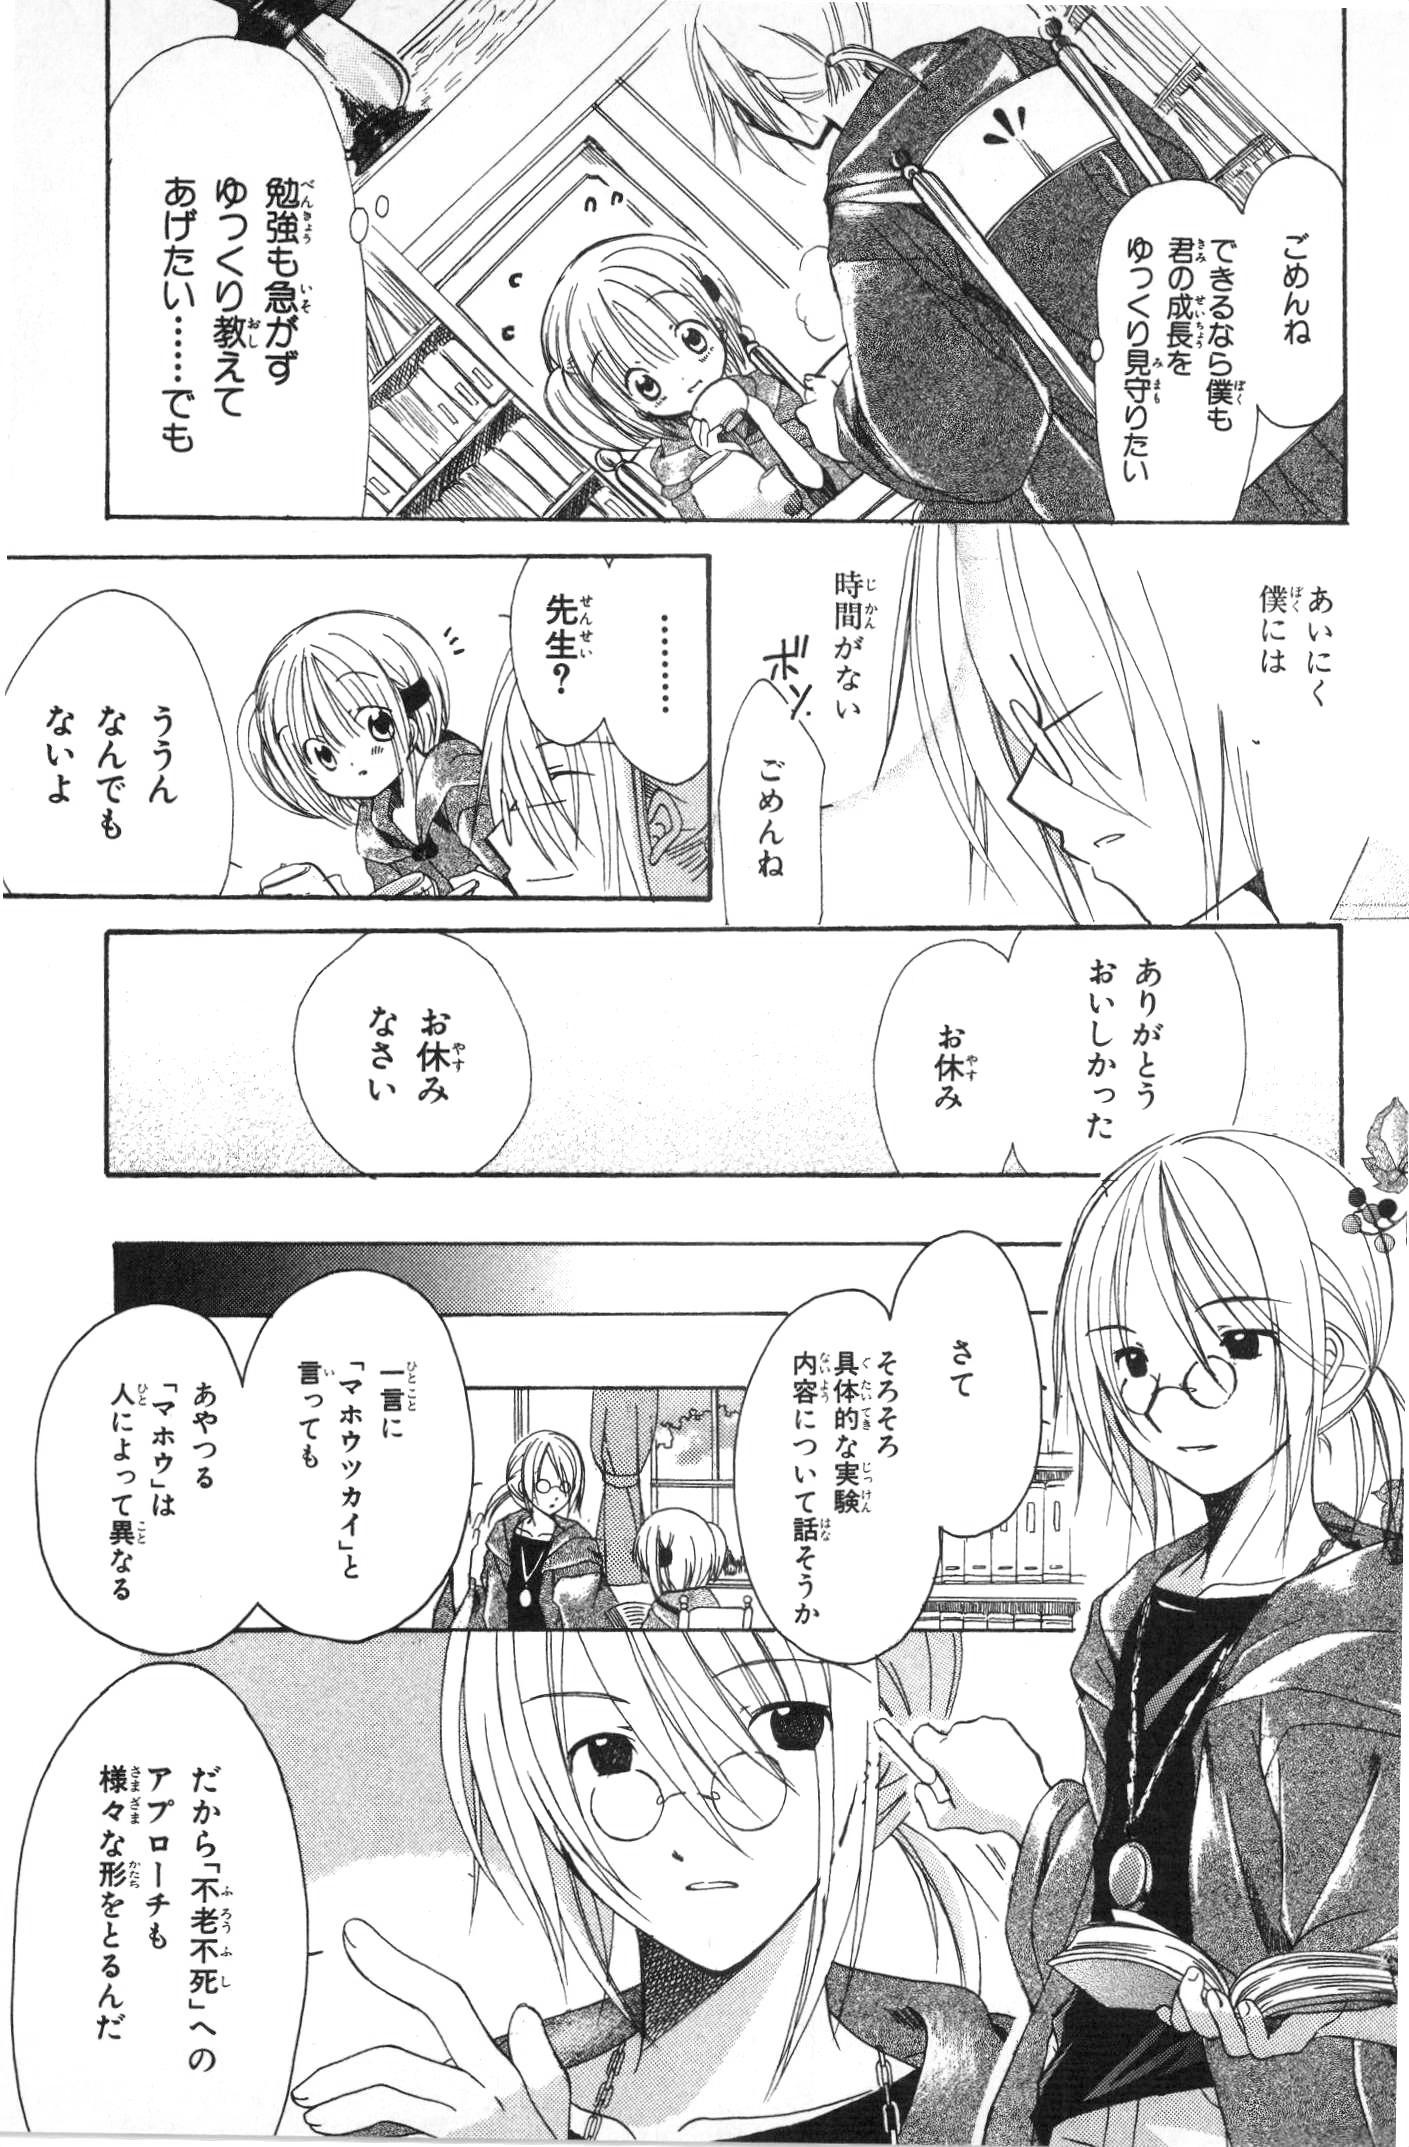 ごめんね
できるなら僕も
君の成長を
ゆっくり見守りたい
勉強も急がず
ゆっくり教えて
あげたい……でも
あいにく
僕には
時間がない
ボソ
ごめんね
………
先生？
ううん
なんでも
ないよ
ありがとう
おいしかった
お休み
お休み
なさい
さて
そろそろ
具体的な実験
内容について話そうか
一言に
「マホウツカイ」と
言っても
あやつる
「マホウ」は
人によって異なる
だから「不老不死」への
アプローチも
様々な形をとるんだ